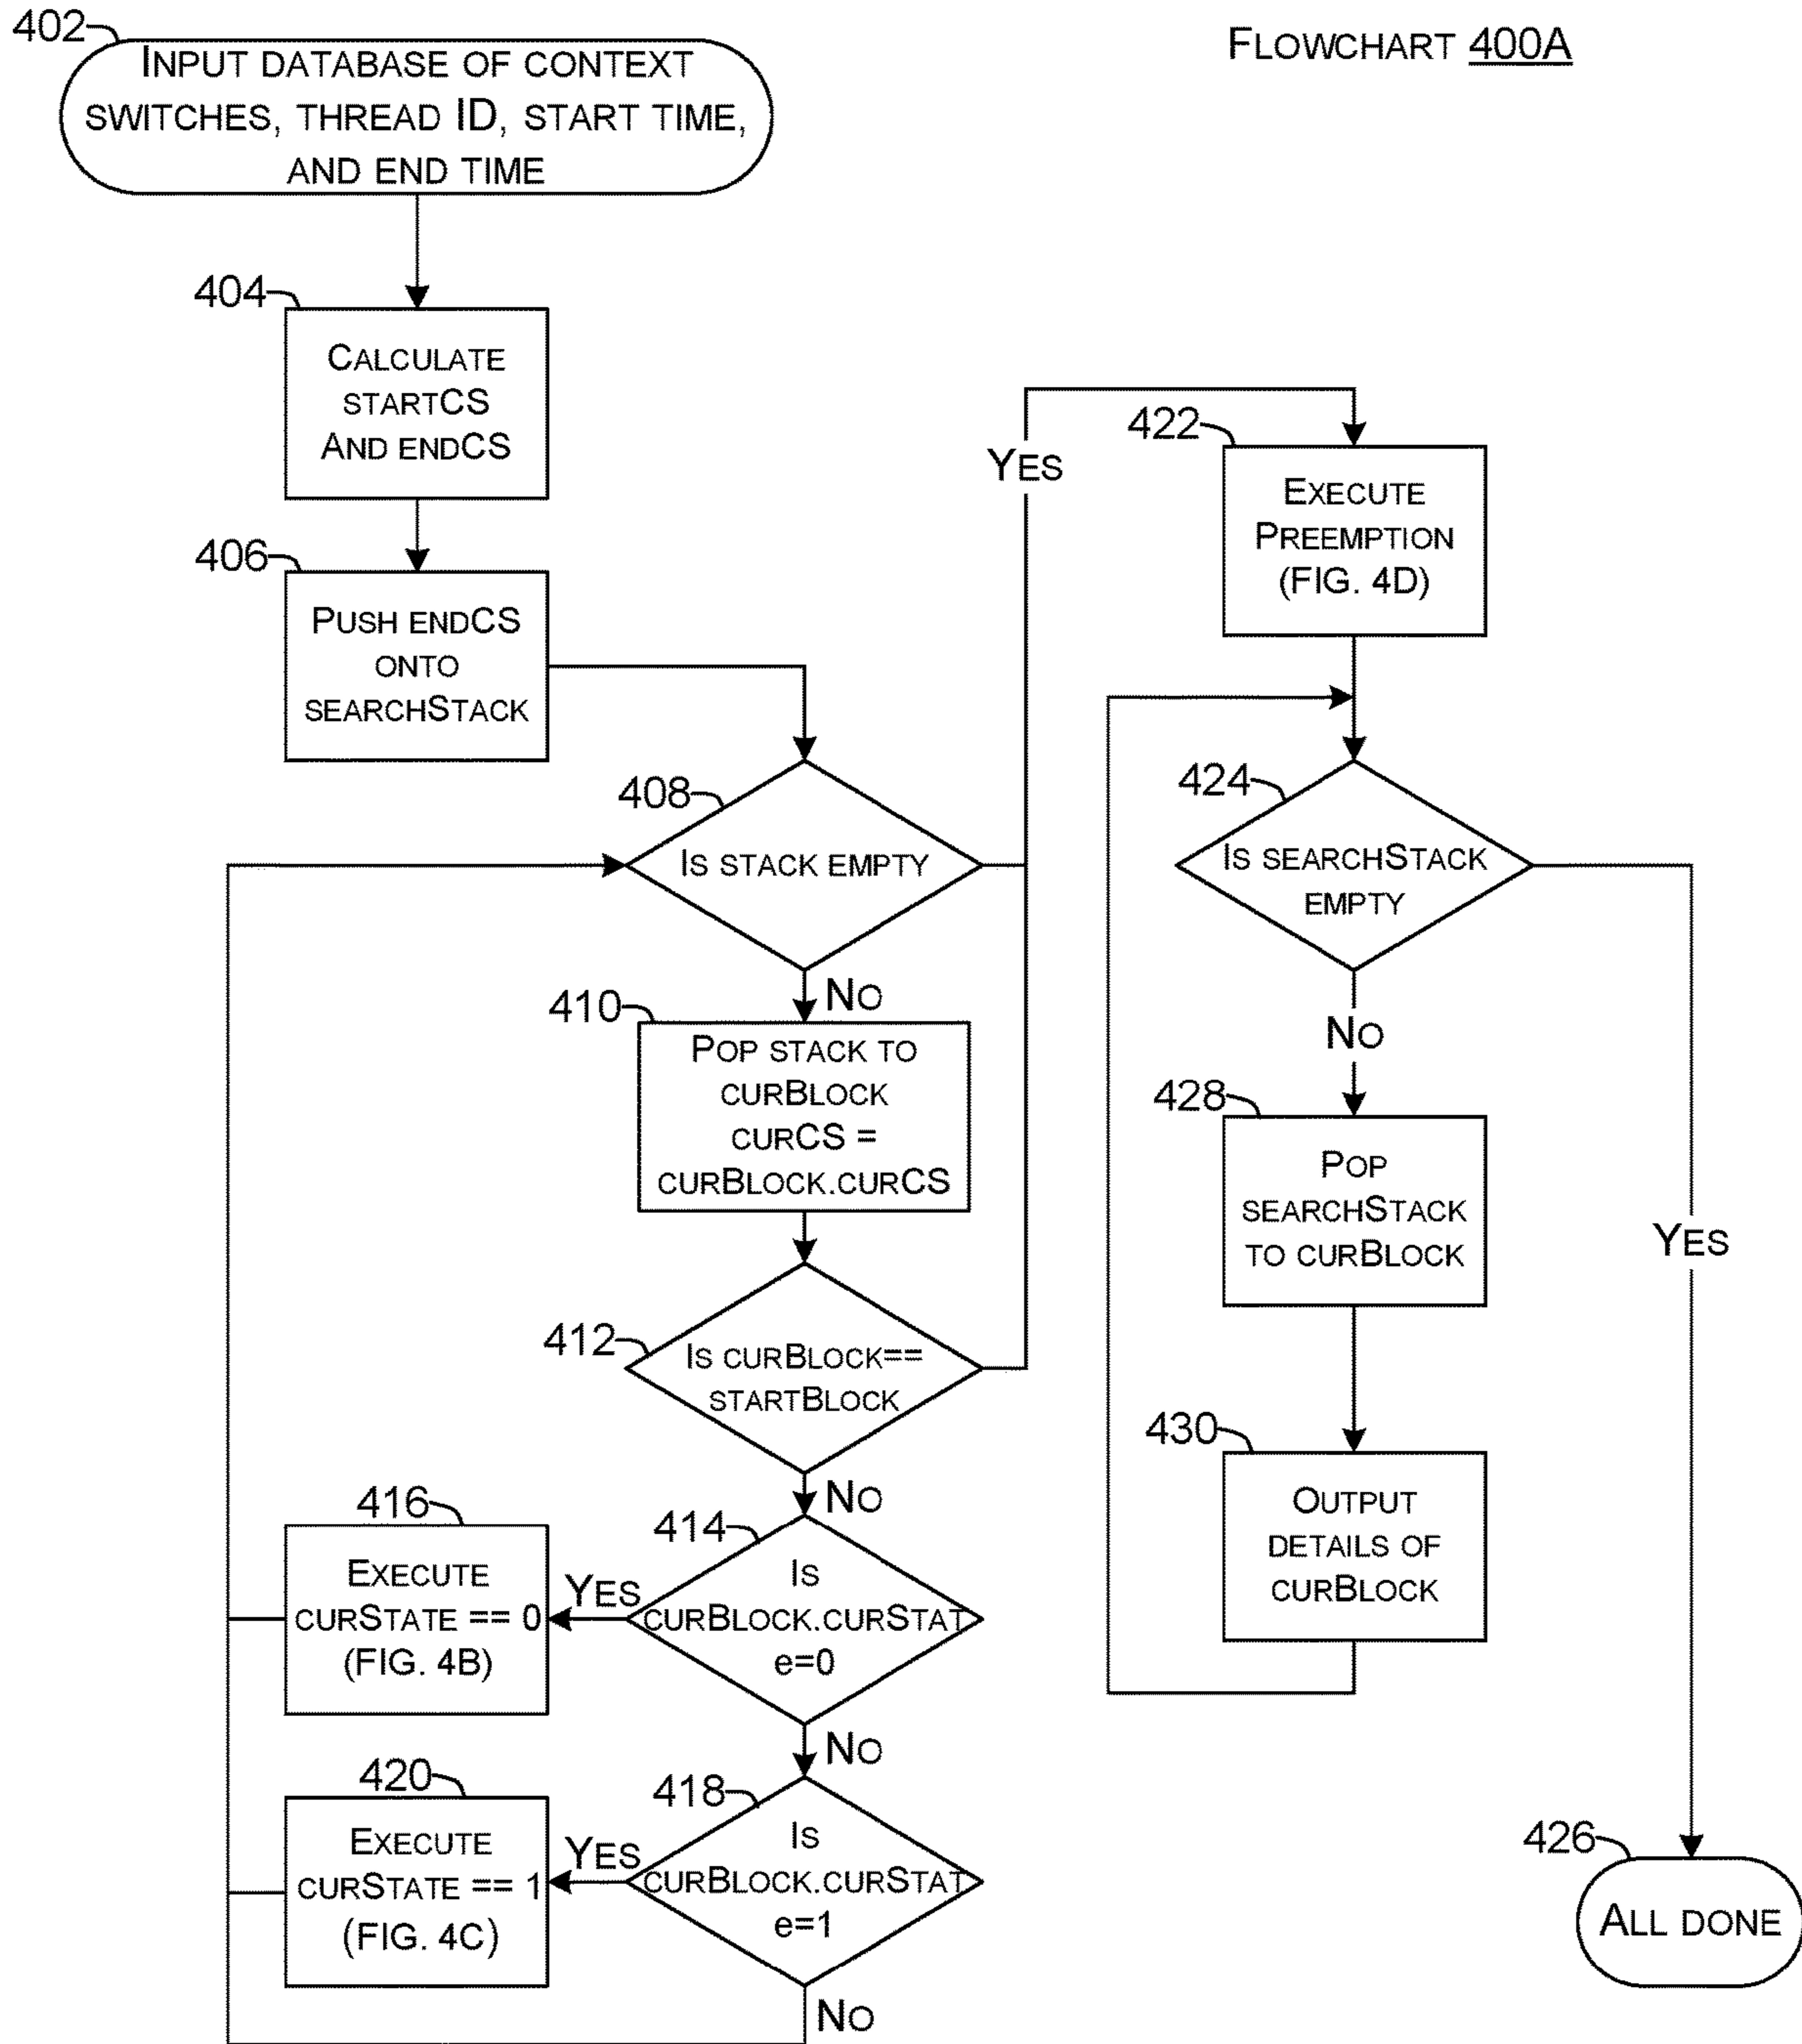 FLOWCHART 400A
402
INPUT DATABASE OF CONTEXT
SWITCHES, THREAD ID, START TIME,
AND END TIME
404
CALCULATE
STARTCS
AND ENDCS
406
PUSH ENDCS
ONTO
SEARCHSTACK
408
IS STACK EMPTY
YES
NO
410
POP STACK TO
CURBLOCK
CURCS =
CURBLOCK.CURCS
412
IS CURBLOCK==
STARTBLOCK
NO
414
IS
CURBLOCK.CURSTAT
e=0
YES
416
EXECUTE
CURSTATE == 0
(FIG. 4B)
NO
418
IS
CURBLOCK.CURSTAT
e=1
YES
420
EXECUTE
CURSTATE == 1
(FIG. 4C)
NO
422
EXECUTE
PREEMPTION
(FIG. 4D)
424
IS SEARCHSTACK
EMPTY
NO
YES
428
POP
SEARCHSTACK
TO CURBLOCK
430
OUTPUT
DETAILS OF
CURBLOCK
426
ALL DONE